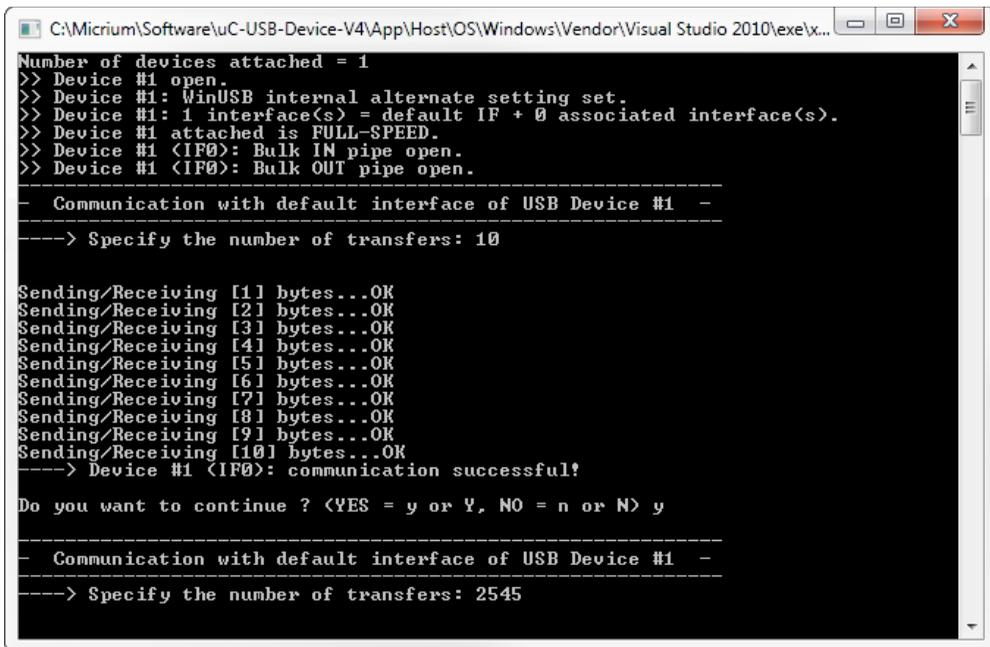 C:\Micrium\Software\uC-USB-Device-V4\App\Host\OS\Windows\Vendor\Visual Studio 2010\exe\x...
Number of devices attached = 1
>> Device #1 open.
>> Device #1: WinUSB internal alternate setting set.
>> Device #1: 1 interface(s) = default IF + 0 associated interface(s).
>> Device #1 attached is FULL-SPEED.
>> Device #1 (IF0): Bulk IN pipe open.
>> Device #1 (IF0): Bulk OUT pipe open.
-------------------------------------------------------------
-  Communication with default interface of USB Device #1  -
-------------------------------------------------------------
----> Specify the number of transfers: 10
Sending/Receiving [1] bytes...OK
Sending/Receiving [2] bytes...OK
Sending/Receiving [3] bytes...OK
Sending/Receiving [4] bytes...OK
Sending/Receiving [5] bytes...OK
Sending/Receiving [6] bytes...OK
Sending/Receiving [7] bytes...OK
Sending/Receiving [8] bytes...OK
Sending/Receiving [9] bytes...OK
Sending/Receiving [10] bytes...OK
----> Device #1 (IF0): communication successful!
Do you want to continue ? (YES = y or Y, NO = n or N) y
-------------------------------------------------------------
-  Communication with default interface of USB Device #1  -
-------------------------------------------------------------
----> Specify the number of transfers: 2545